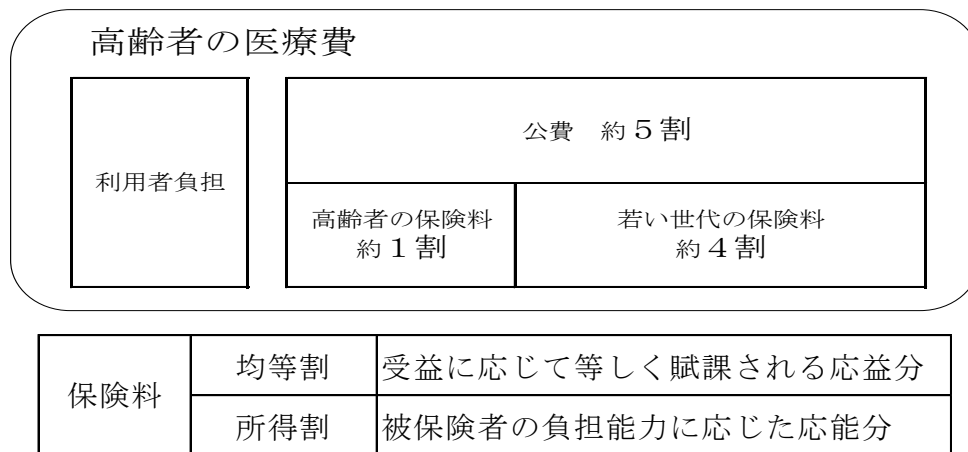 高齢者の医療費
利用者負担
公費 約５割
高齢者の保険料
約１割
若い世代の保険料
約４割
保険料
均等割
受益に応じて等しく賦課される応益分
所得割
被保険者の負担能力に応じた応能分